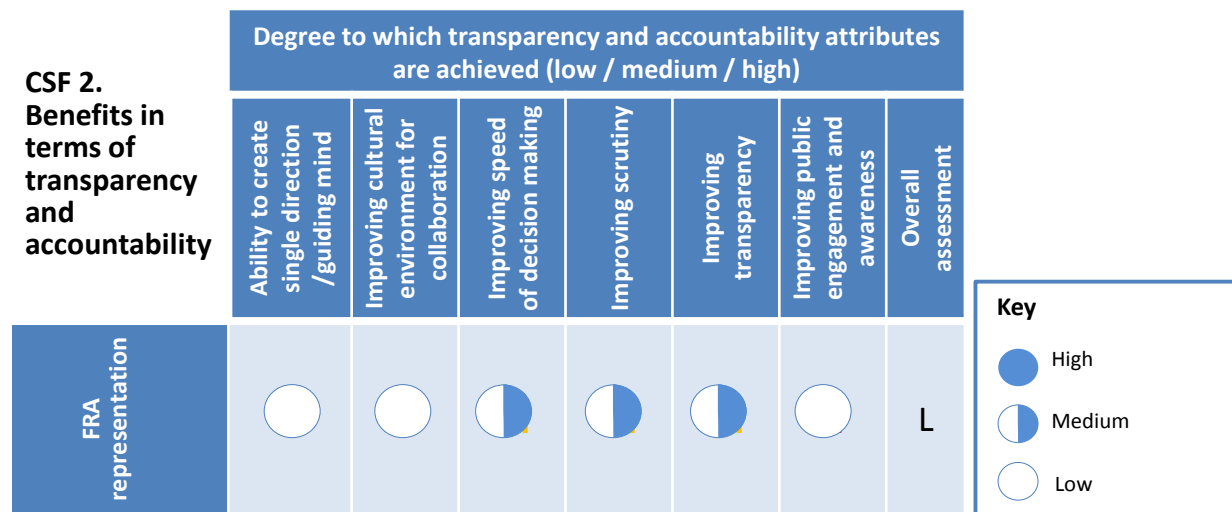 CSF 2.
Benefits in
terms of
transparency
and
accountability
Degree to which transparency and accountability attributes
are achieved (low / medium / high)
Ability to create
single direction
/guiding mind
Improving cultural
environment for
collaboration
Improving speed
of decision making
Improving scrutiny
Improving
transparency
Improving public
engagement and
awareness
Overall
assessment
FRA
representation
L
Key
High
Medium
Low